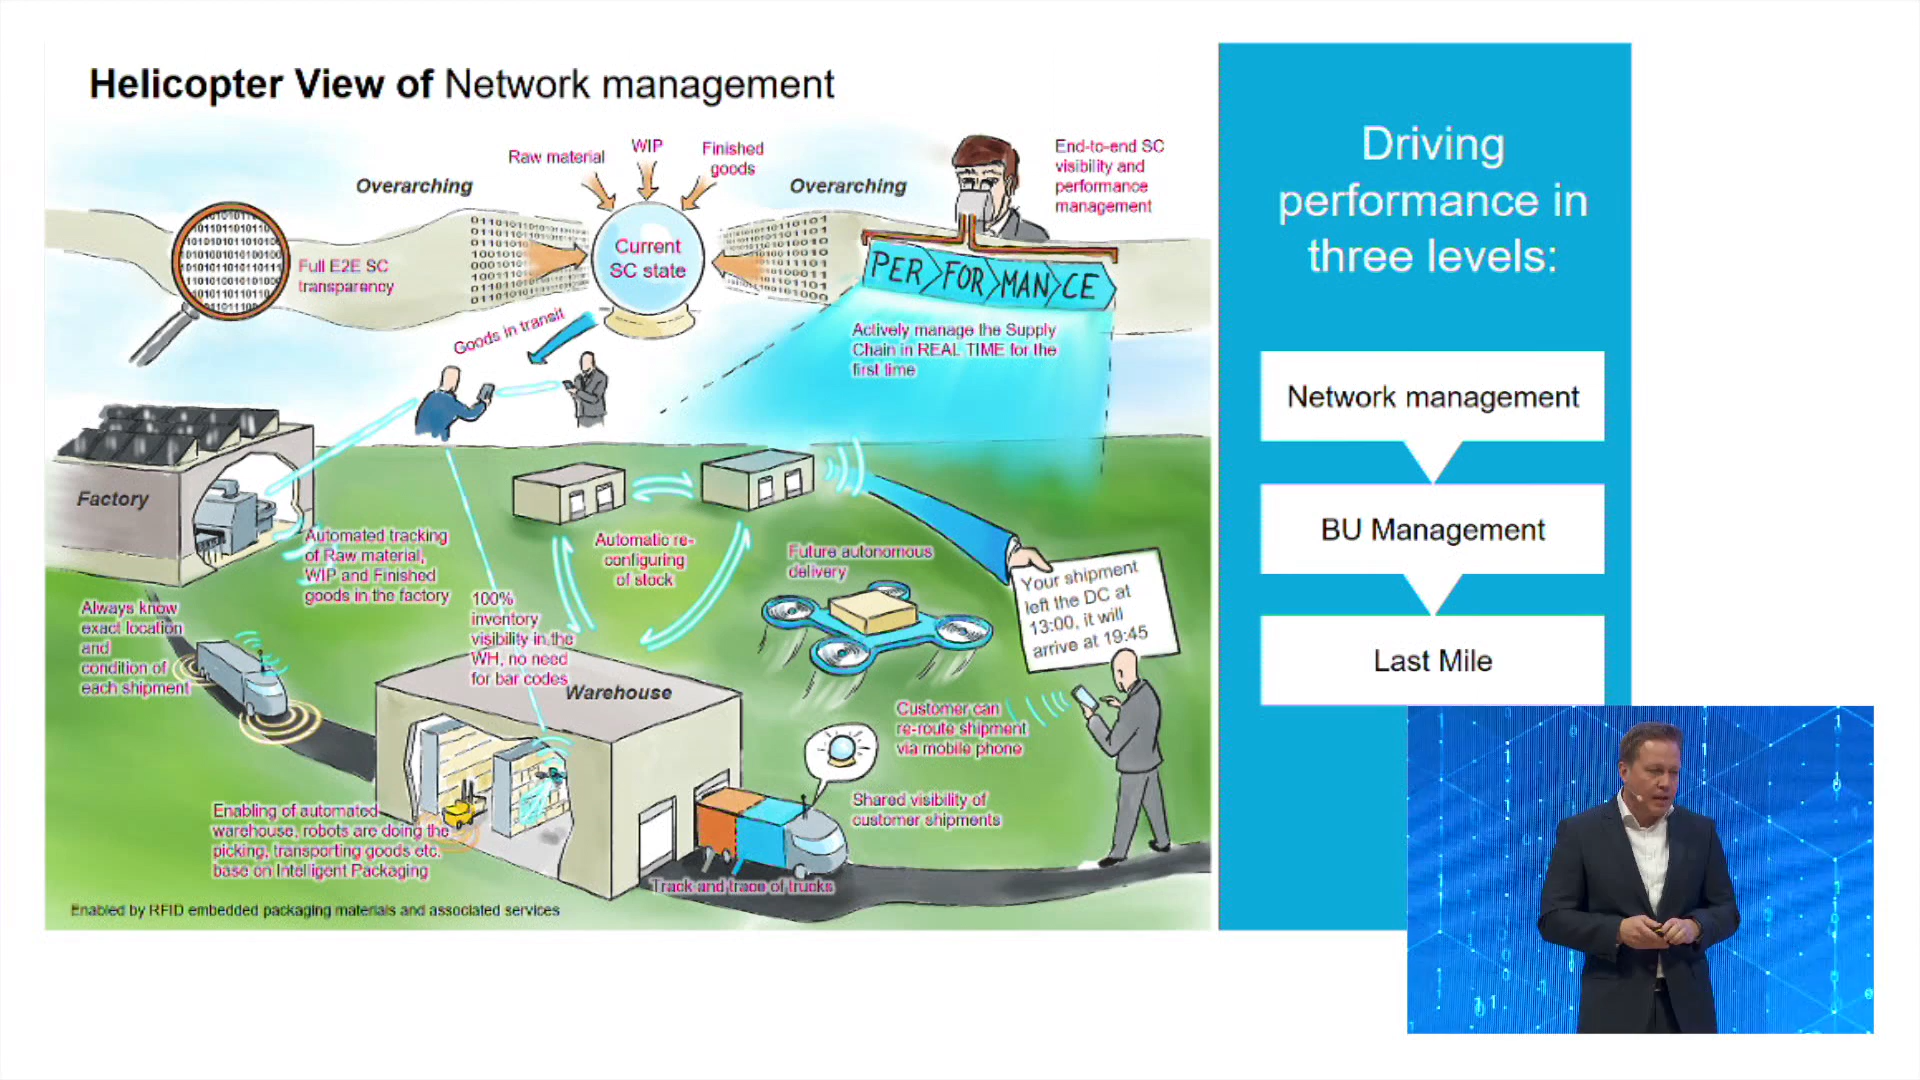 Helicopter View of Network management
Overarching
Raw material
WIP
Finished
goods
Overarching
End-to-end SC
visibility and
performance
management
Full E2E SC
transparency
Current
SC state
PER FOR MAN CE
Goods in transit
Actively manage the Supply
Chain in REAL TIME for the
first time
Factory
Automated tracking
of Raw material,
WIP and Finished
goods in the factory
Automatic re-
configuring
of stock
Future autonomous
delivery
Your shipment
left the DC at
13:00, it will
arrive at 19:45
Always know
exact location
and
condition of
each shipment
100%
inventory
visibility in the
WH, no need
for bar codes
Warehouse
Customer can
re-route shipment
via mobile phone
Shared visibility of
customer shipments
Enabling of automated
warehouse, robots are doing the
picking, transporting goods etc.
base on Intelligent Packaging
Track and trace of trucks
Enabled by RFID embedded packaging materials and associated services
Driving
performance in
three levels:
Network management
BU Management
Last Mile